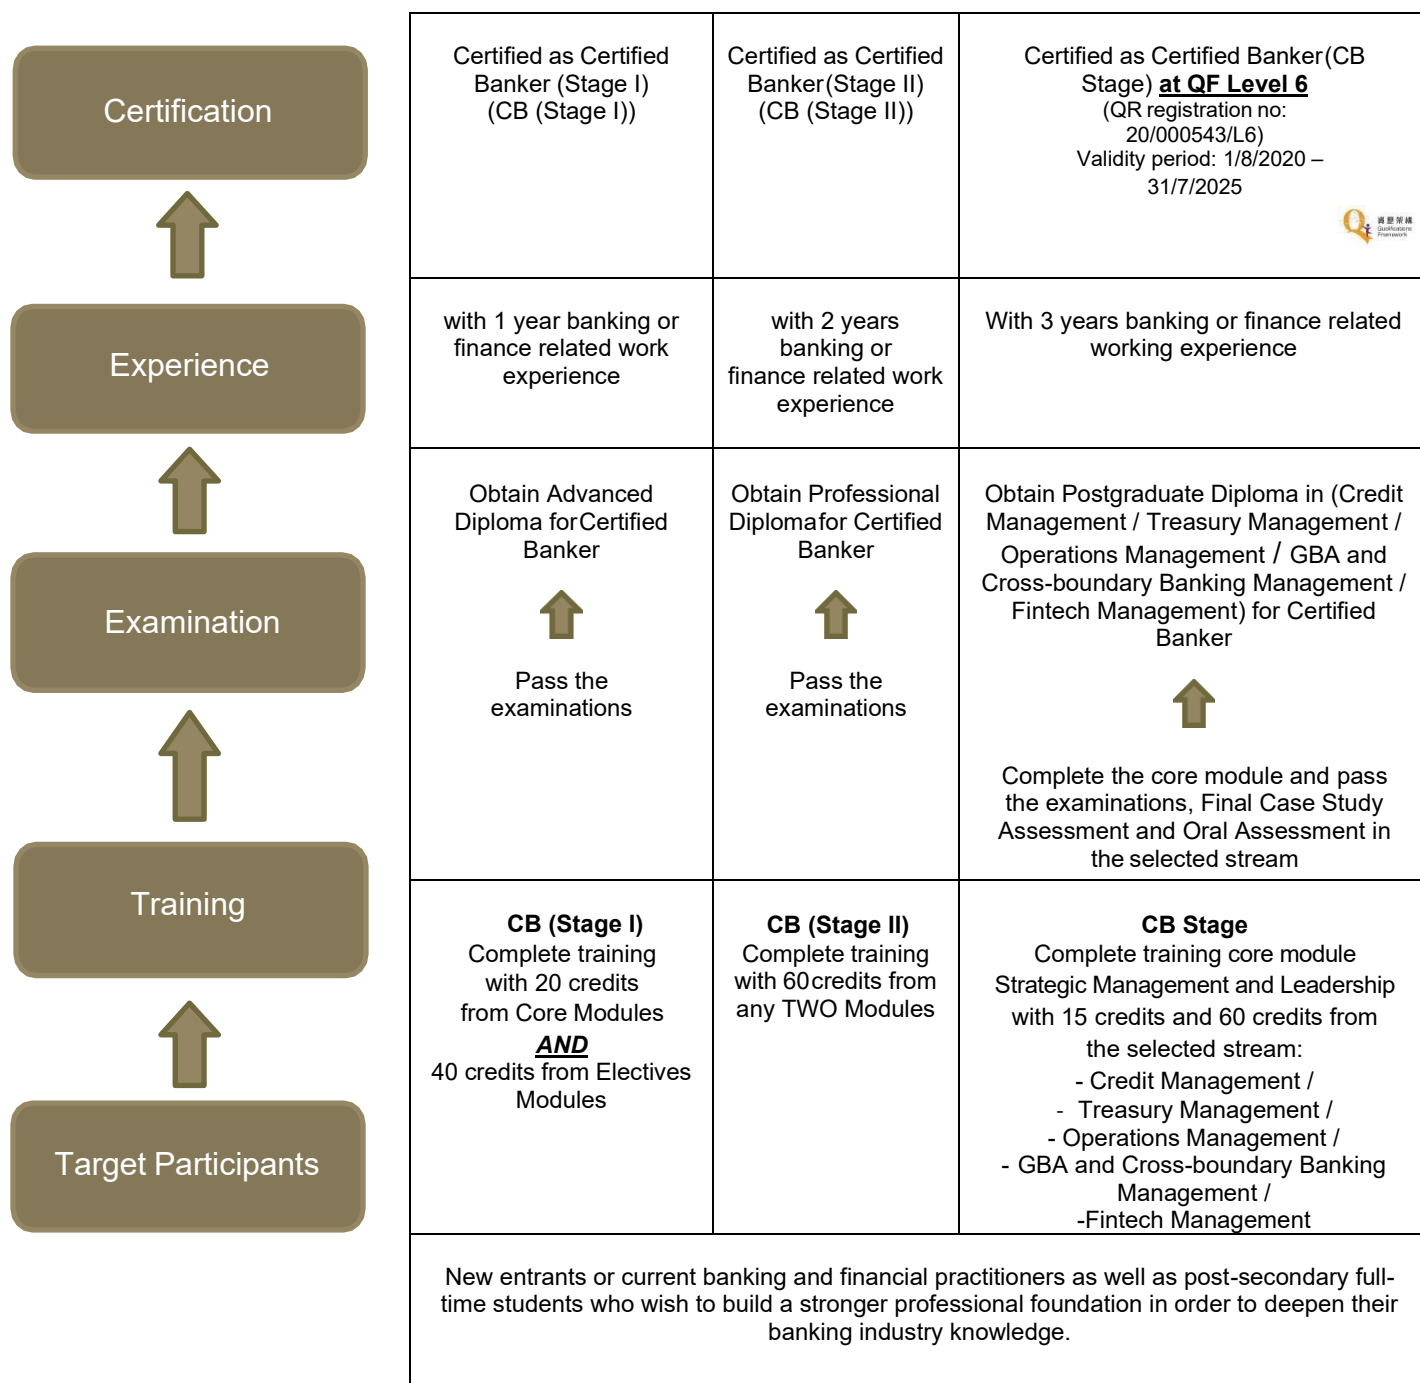 Certification
Certified as Certified
Banker (Stage I)
(CB (Stage I))
Certified as Certified
Banker(Stage II)
(CB (Stage II))
Certified as Certified Banker(CB
Stage) at QF Level 6
(QR registration no:
20/000543/L6)
Validity period: 1/8/2020 –
31/7/2025
資歷架構
Qualifications
Framework
Experience
with 1 year banking or
finance related work
experience
with 2 years
banking or
finance related work
experience
With 3 years banking or finance related
working experience
Examination
Obtain Advanced
Diploma forCertified
Banker
Pass the
examinations
Obtain Professional
Diplomafor Certified
Banker
Pass the
examinations
Obtain Postgraduate Diploma in (Credit
Management / Treasury Management /
Operations Management / GBA and
Cross-boundary Banking Management /
Fintech Management) for Certified
Banker
Complete the core module and pass
the examinations, Final Case Study
Assessment and Oral Assessment in
the selected stream
Training
CB (Stage I)
Complete training
with 20 credits
from Core Modules
AND
40 credits from Electives
Modules
CB (Stage II)
Complete training
with 60credits from
any TWO Modules
CB Stage
Complete training core module
Strategic Management and Leadership
with 15 credits and 60 credits from
the selected stream:
- Credit Management /
- Treasury Management /
- Operations Management /
- GBA and Cross-boundary Banking
Management /
-Fintech Management
Target Participants
New entrants or current banking and financial practitioners as well as post-secondary full-
time students who wish to build a stronger professional foundation in order to deepen their
banking industry knowledge.